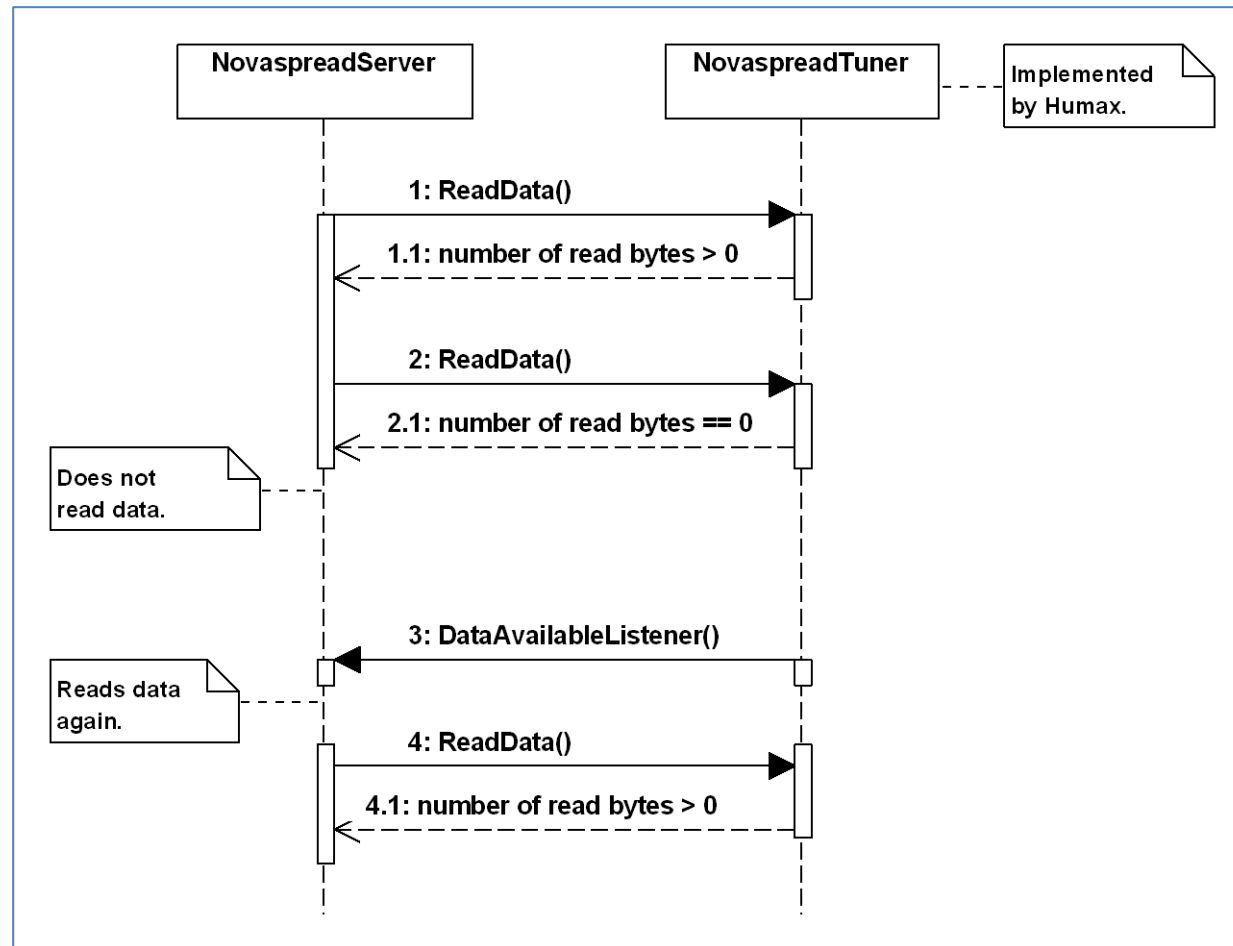 NovaspreadServer
NovaspreadTuner
Implemented
by Humax.
1: ReadData()
1.1: number of read bytes > 0
2: ReadData()
2.1: number of read bytes == 0
Does not
read data.
3: DataAvailableListener()
Reads data
again.
4: ReadData()
4.1: number of read bytes > 0